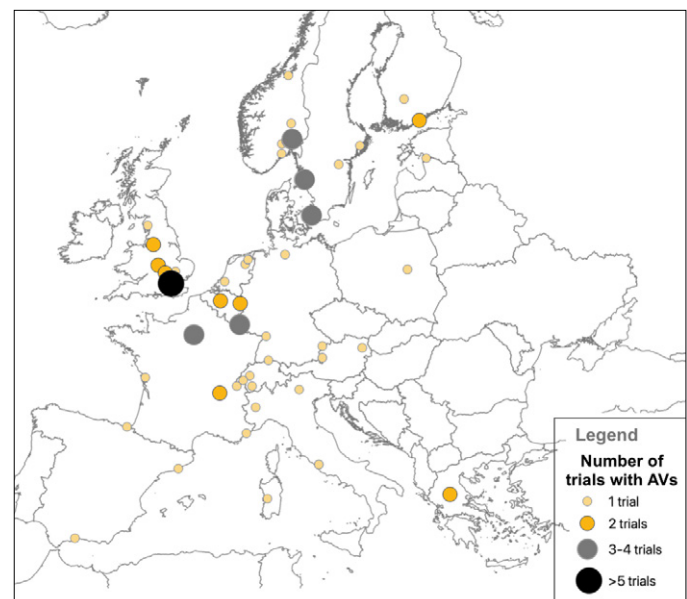 Legend
Number of
trials with AVs
1 trial
2 trials
3-4 trials
>5 trials